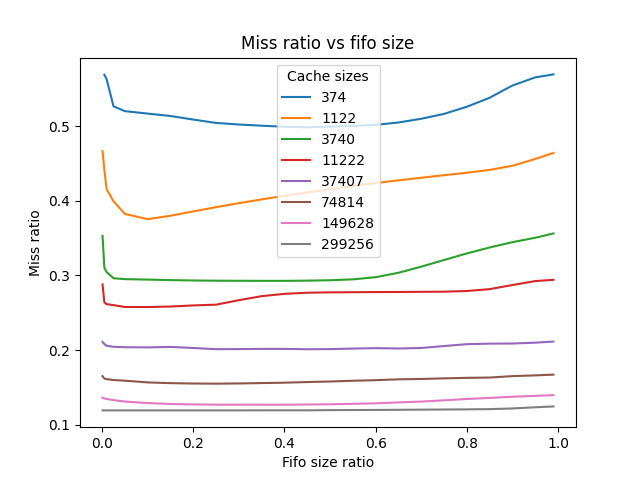 Miss ratio vs fifo size
Cache sizes
374
1122
3740
11222
37407
74814
149628
299256
Miss ratio
0.5
0.4
0.3
0.2
0.1
0.0 0.2 0.4 0.6 0.8 1.0
Fifo size ratio